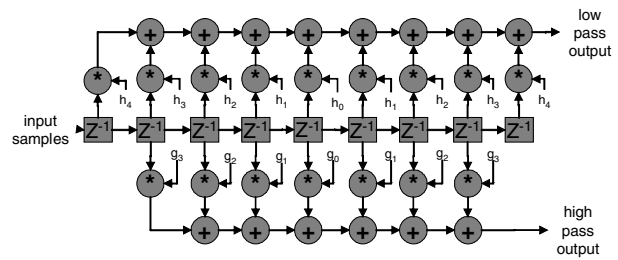 low
pass
output
+ + + + + + + +
* * * * * * * * *
h₄ h₃ h₂ h₁ h₀ h₁ h₂ h₃ h₄
input
samples
Z⁻¹ Z⁻¹ Z⁻¹ Z⁻¹ Z⁻¹ Z⁻¹ Z⁻¹ Z⁻¹ Z⁻¹
g₃ g₂ g₁ g₀ g₁ g₂ g₃
* * * * * * *
+ + + + + +
high
pass
output